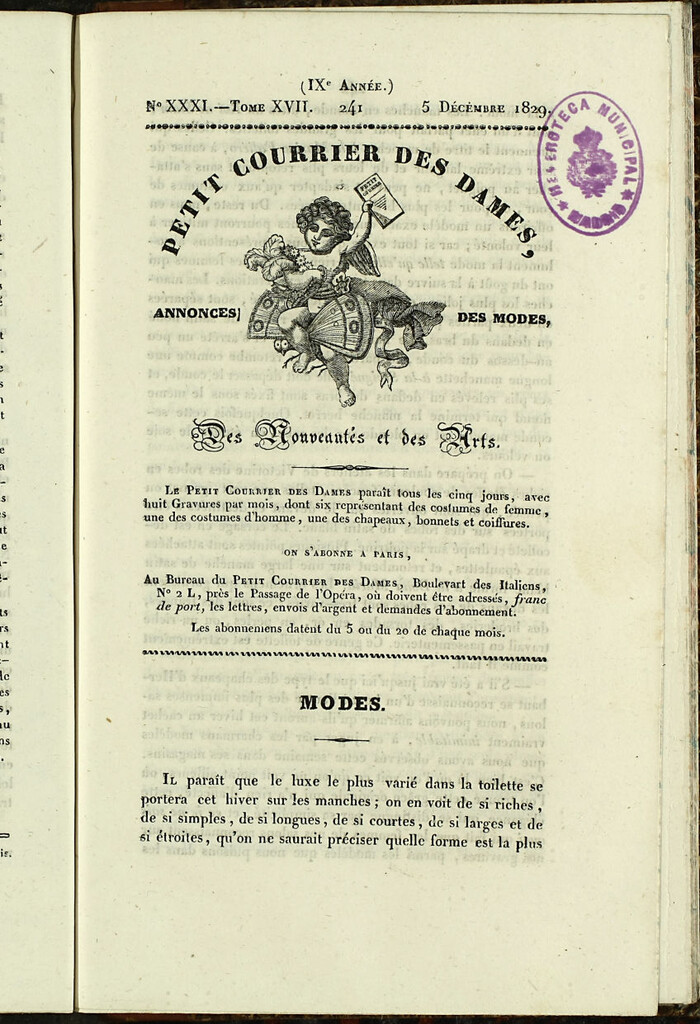 (IXe Année.)
No XXXI.—Tome XVII. 241 5 Décembre 1829.
HEMEROTECA MUNICIPAL
★ MADRID ★
PETIT COURRIER DES DAMES,
PETIT
ANNONCES, DES MODES,
Des Nouveautés et des Arts.
Le Petit Courrier des Dames paraît tous les cinq jours, avec
huit Gravures par mois, dont six représentant des costumes de femme,
une des costumes d'homme, une des chapeaux, bonnets et coiffures.
ON S'ABONNE A PARIS,
Au Bureau du Petit Courrier des Dames, Boulevart des Italiens,
No 2 L, près le Passage de l'Opéra, où doivent être adressés, franc
de port, les lettres, envois d'argent et demandes d'abonnement.
Les abonnemens datent du 5 ou du 20 de chaque mois.
MODES.
Il paraît que le luxe le plus varié dans la toilette se
portera cet hiver sur les manches; on en voit de si riches,
de si simples, de si longues, de si courtes, de si larges et de
si étroites, qu'on ne saurait préciser quelle forme est la plus